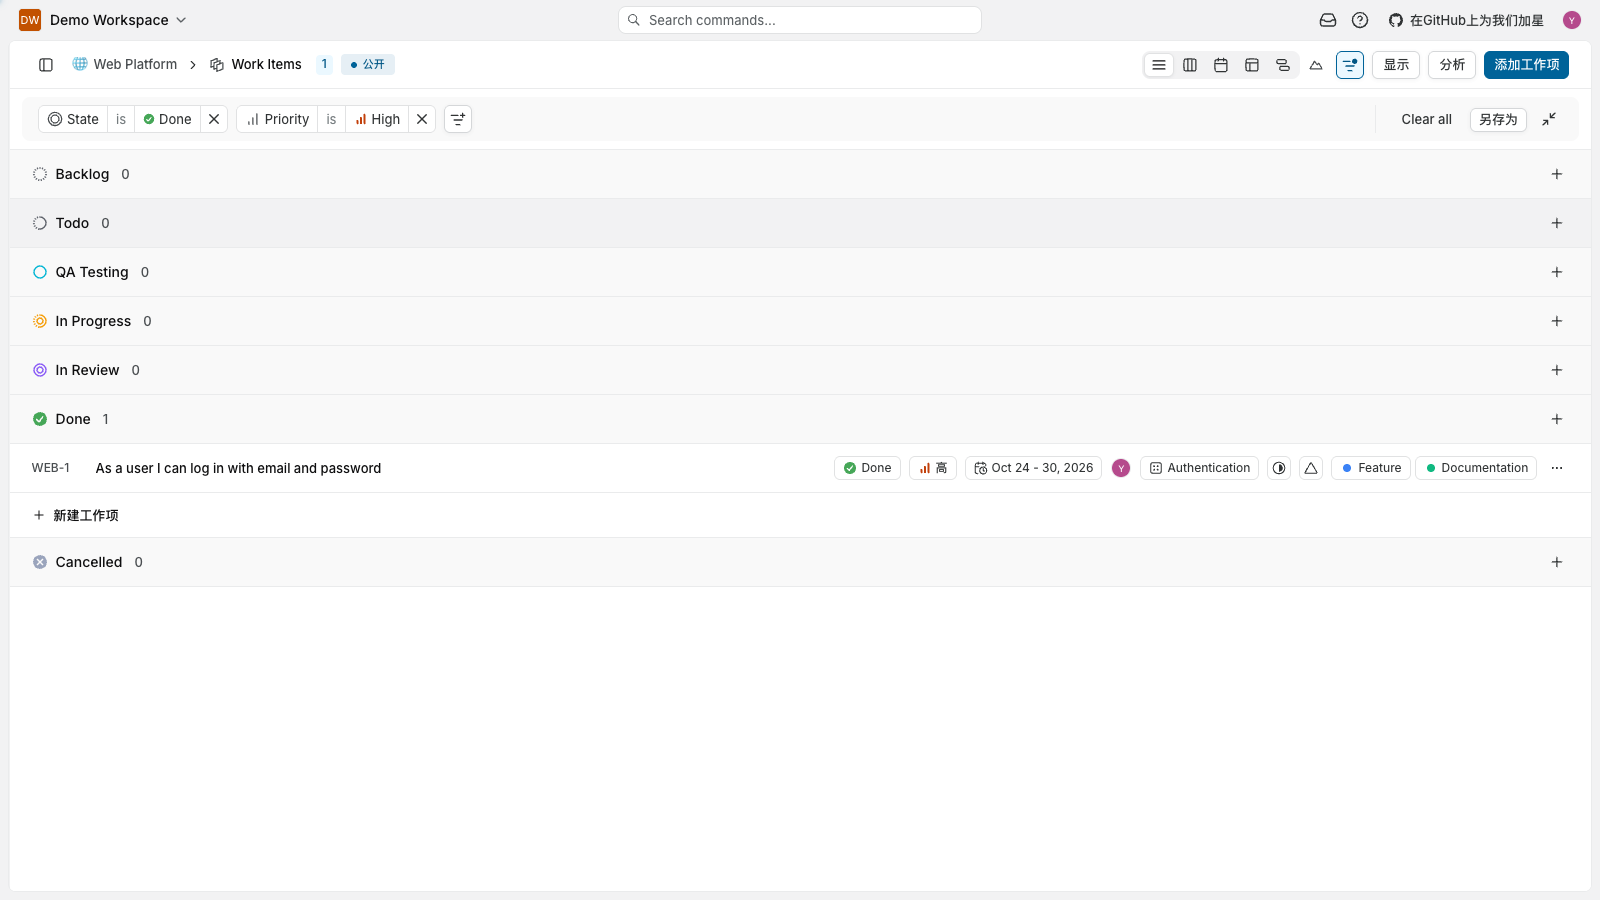 DW Demo Workspace Search commands... 在GitHub上为我们加星 Y
Web Platform Work Items 1 公开 显示 分析 添加工作项
State is Done Priority is High Clear all 另存为
Backlog 0
Todo 0
QA Testing 0
In Progress 0
In Review 0
Done 1
WEB-1 As a user I can log in with email and password Done 高 Oct 24 - 30, 2026 Y Authentication Feature Documentation
新建工作项
Cancelled 0